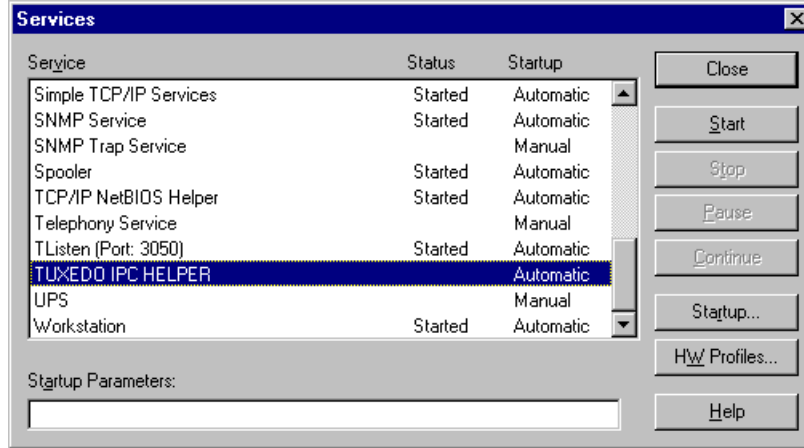 Services
Service Status Startup
Simple TCP/IP Services Started Automatic
SNMP Service Started Automatic
SNMP Trap Service Manual
Spooler Started Automatic
TCP/IP NetBIOS Helper Started Automatic
Telephony Service Manual
TListen (Port: 3050) Started Automatic
TUXEDO IPC HELPER Automatic
UPS Manual
Workstation Started Automatic
Startup Parameters:
Close
Start
Stop
Pause
Continue
Startup...
HW Profiles...
Help